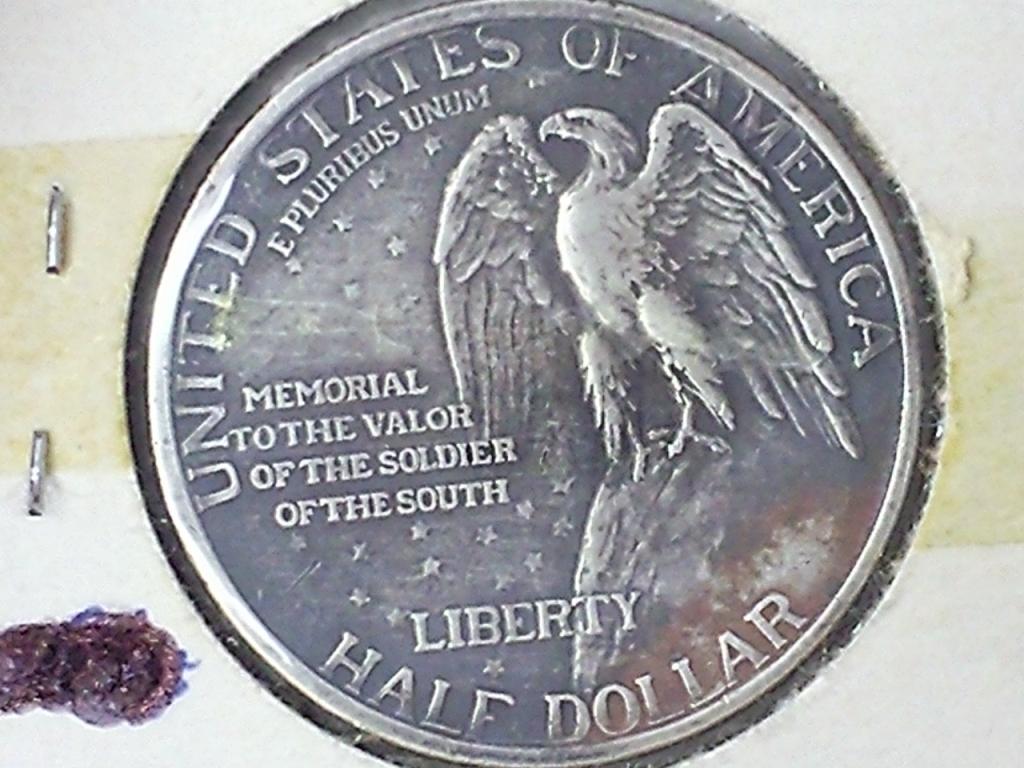 UNITED STATES OF AMERICA
E PLURIBUS UNUM
MEMORIAL
TO THE VALOR
OF THE SOLDIER
OF THE SOUTH
LIBERTY
HALF DOLLAR